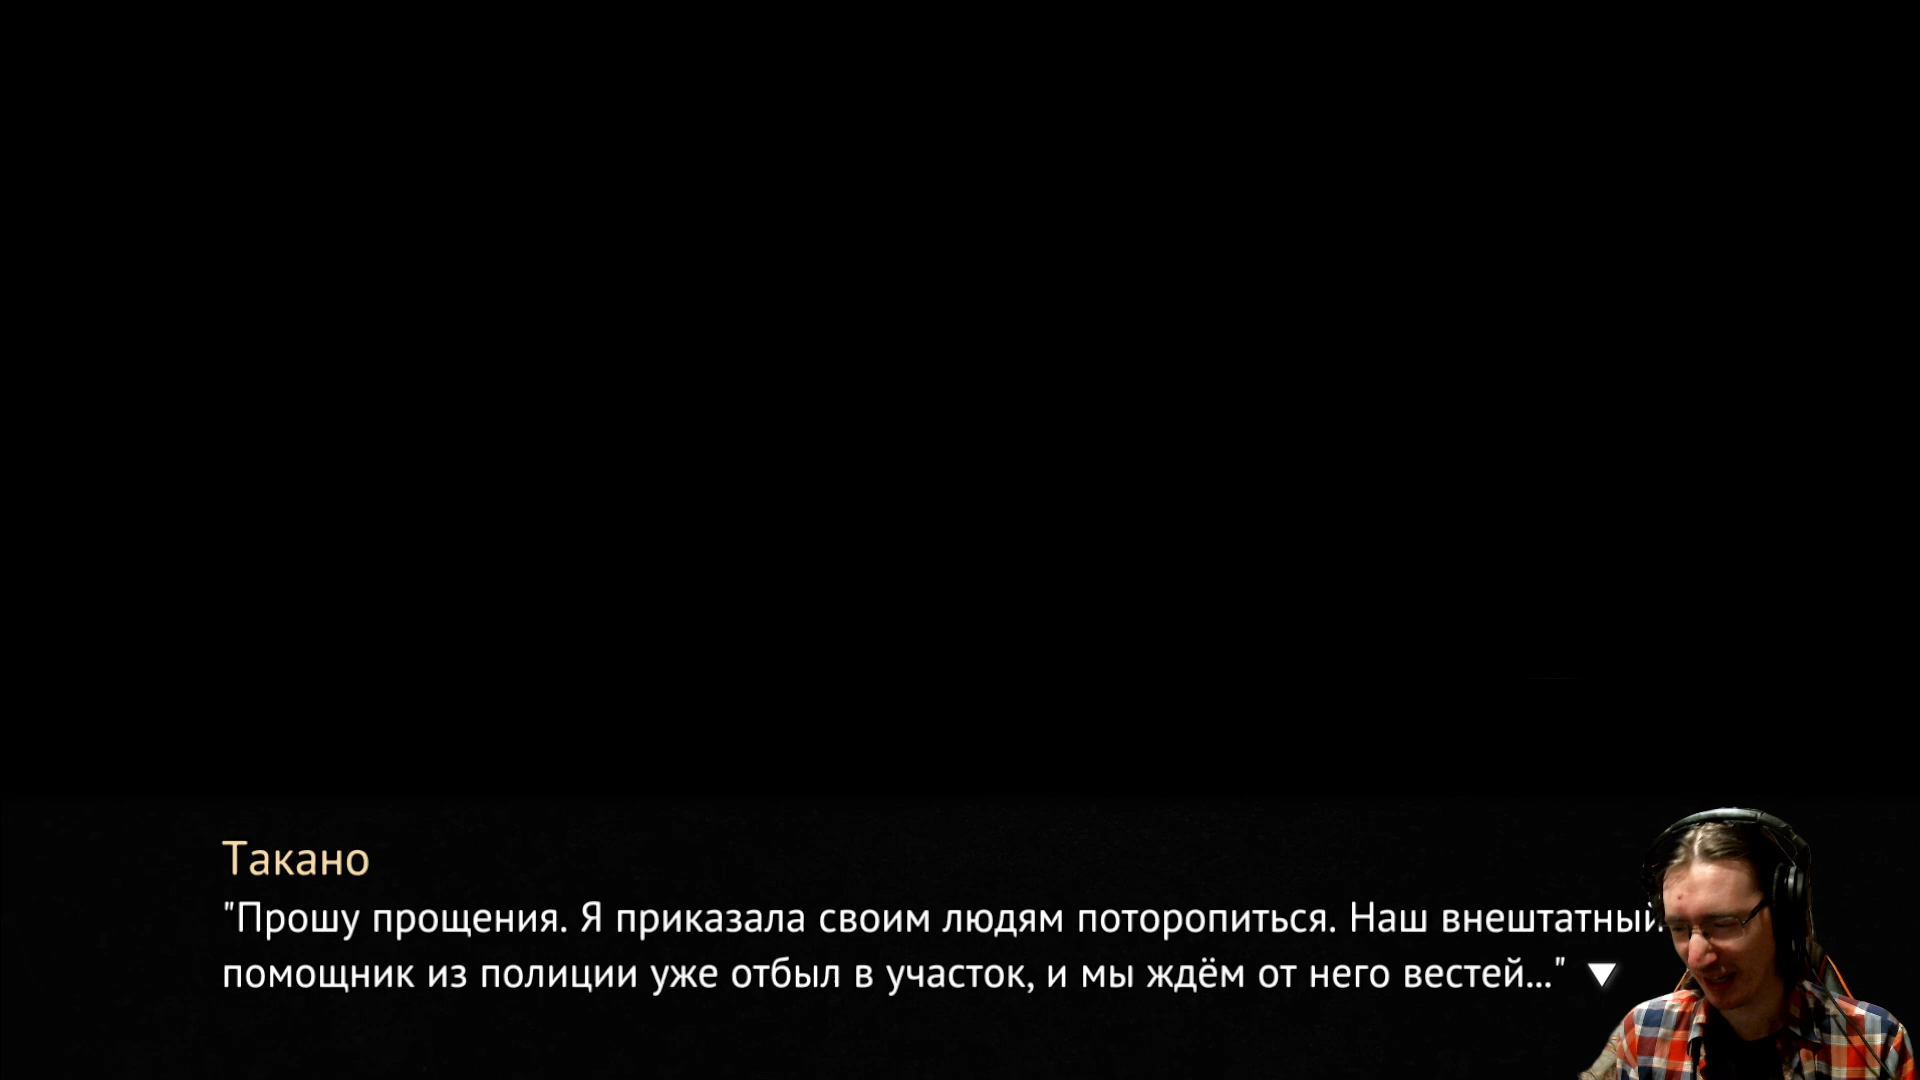 Такано
"Прошу прощения. Я приказала своим людям поторопиться. Наш внештатный
помощник из полиции уже отбыл в участок, и мы ждём от него вестей..."